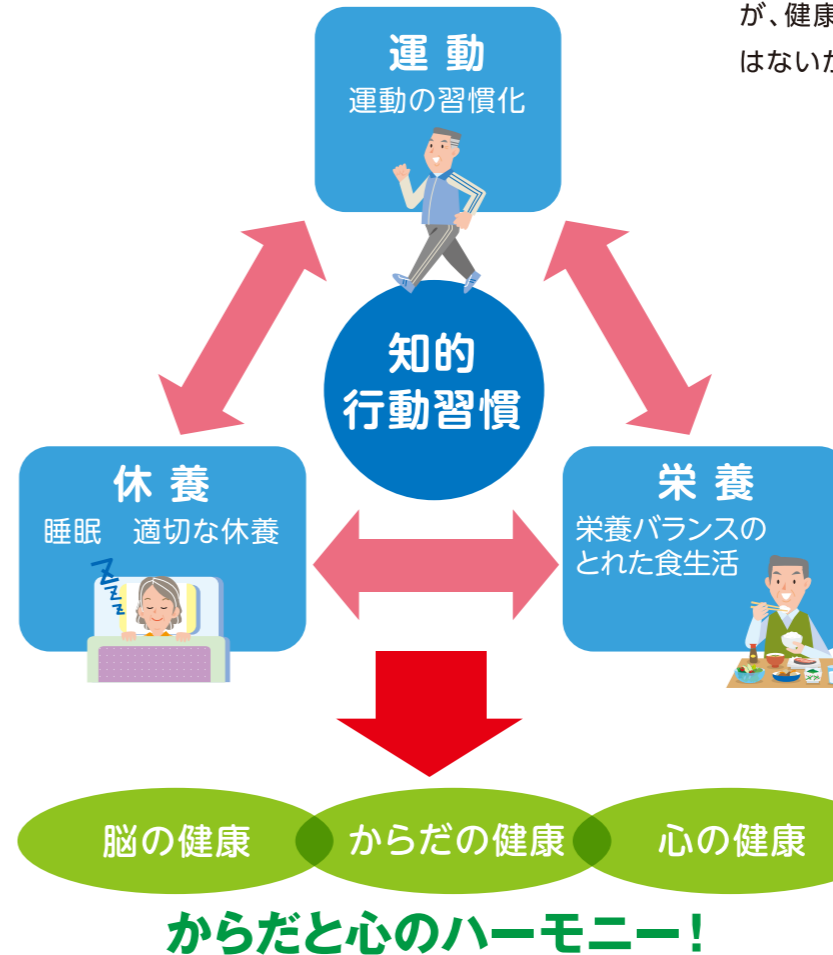 が、健康
はないか
運動
運動の習慣化
知的
行動習慣
休養
睡眠　適切な休養
栄養
栄養バランスの
とれた食生活
Z
Z
Z
Z
脳の健康
からだの健康
心の健康
からだと心のハーモニー！